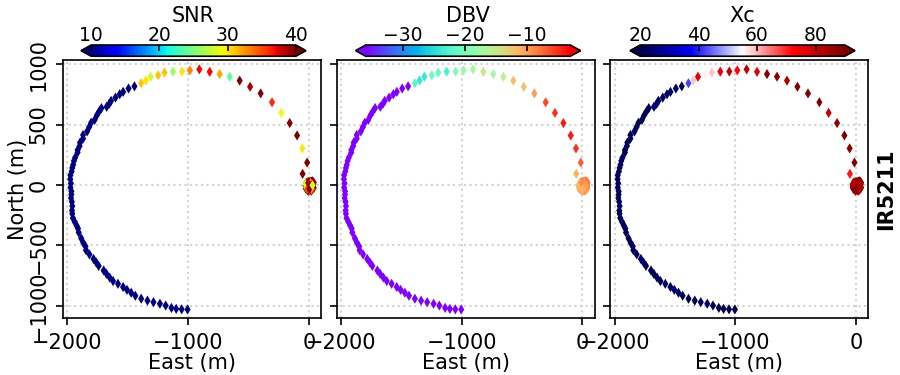 SNR
DBV
Xc
10 20 30 40
−30 −20 −10
20 40 60 80
North (m)
1000
500
0
−500
−1000
−2000 −1000 0
−2000 −1000 0
−2000 −1000 0
East (m)
East (m)
East (m)
IR5211